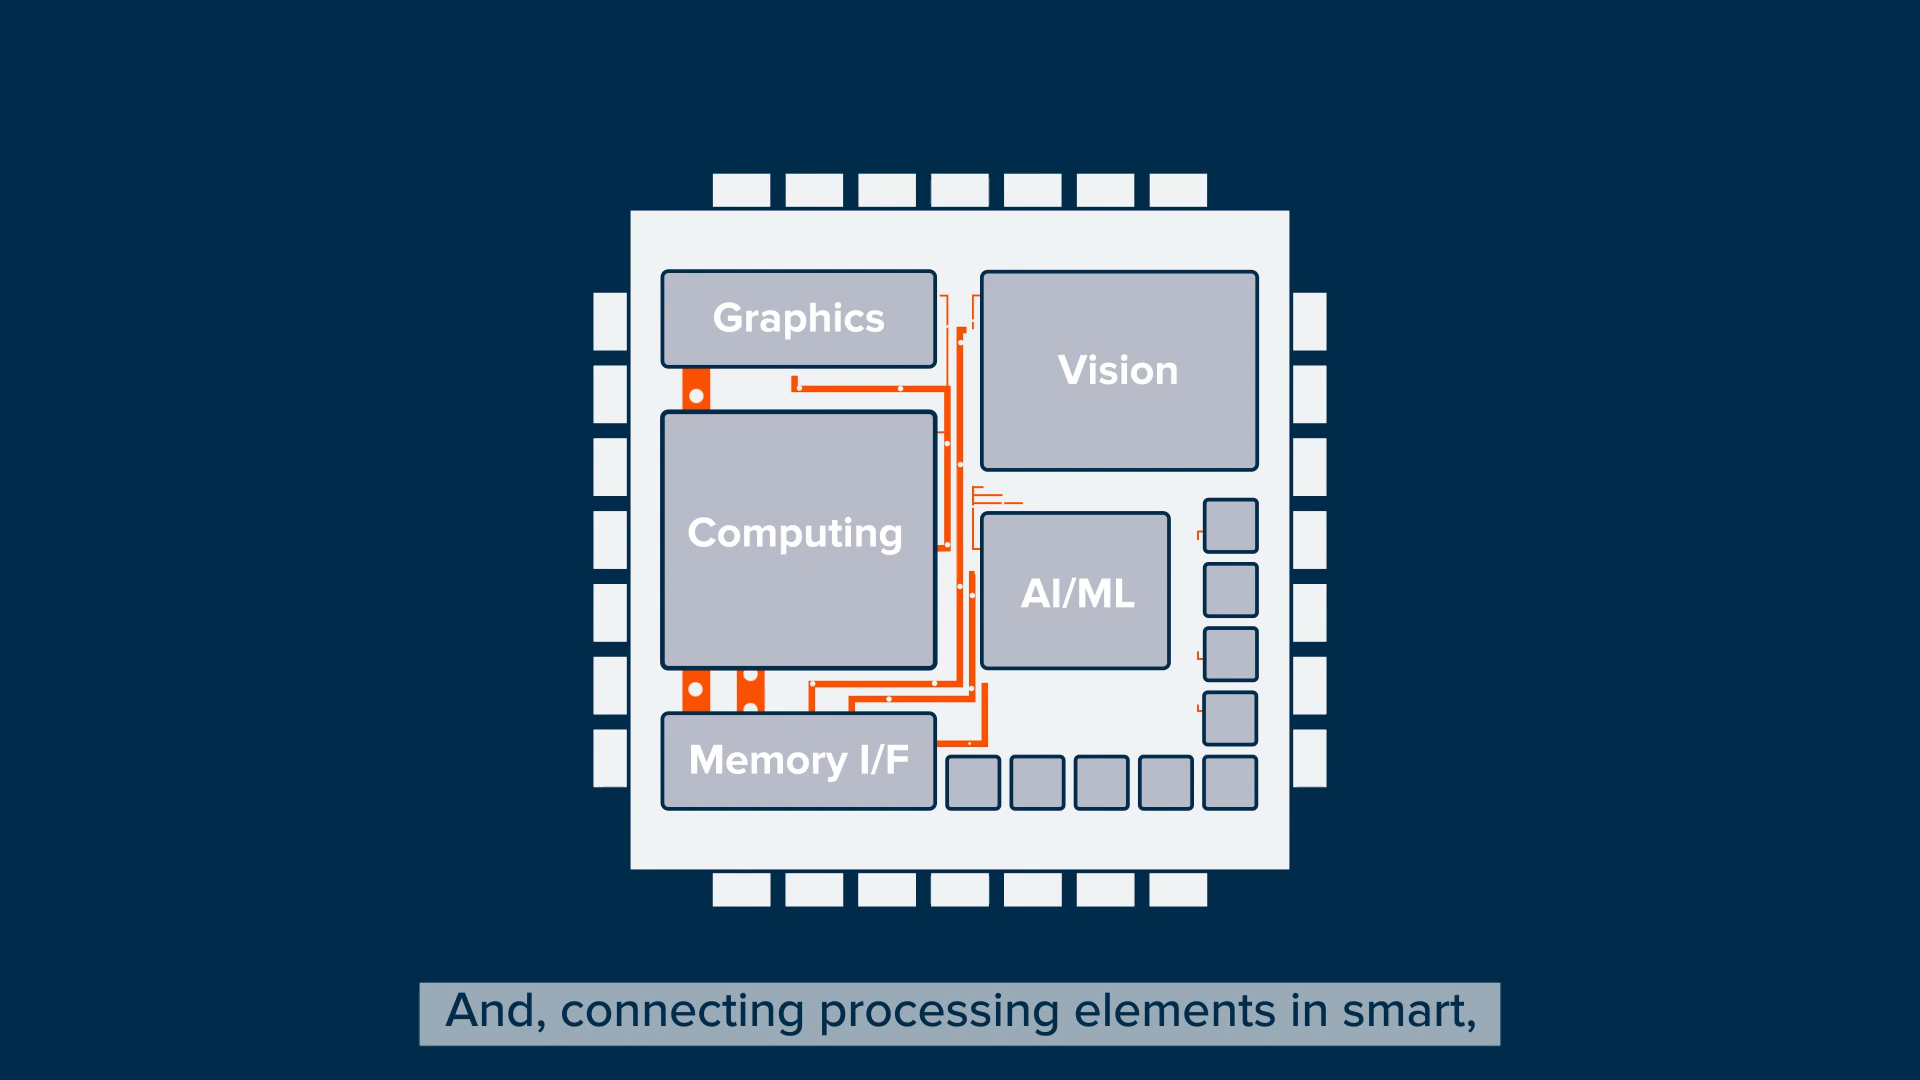 Graphics
Vision
Computing
AI/ML
Memory I/F
And, connecting processing elements in smart,